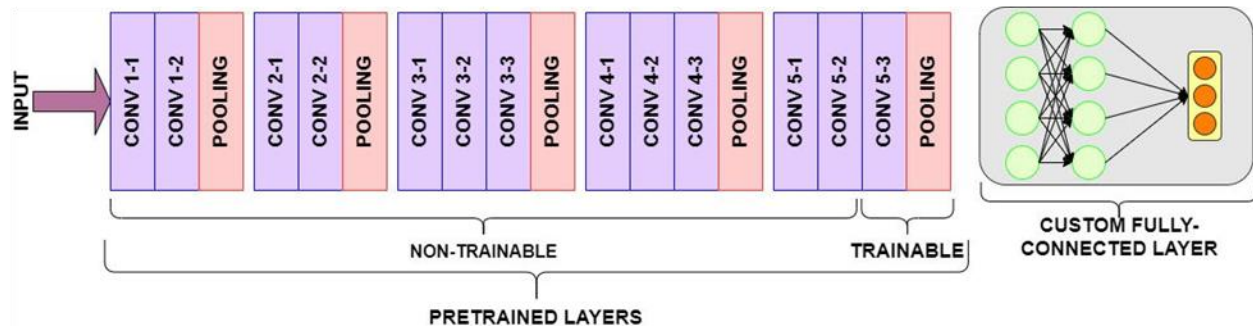 INPUT
CONV 1-1
CONV 1-2
POOLING
CONV 2-1
CONV 2-2
POOLING
CONV 3-1
CONV 3-2
CONV 3-3
POOLING
CONV 4-1
CONV 4-2
CONV 4-3
POOLING
CONV 5-1
CONV 5-2
CONV 5-3
POOLING
NON-TRAINABLE
TRAINABLE
CUSTOM FULLY-
CONNECTED LAYER
PRETRAINED LAYERS